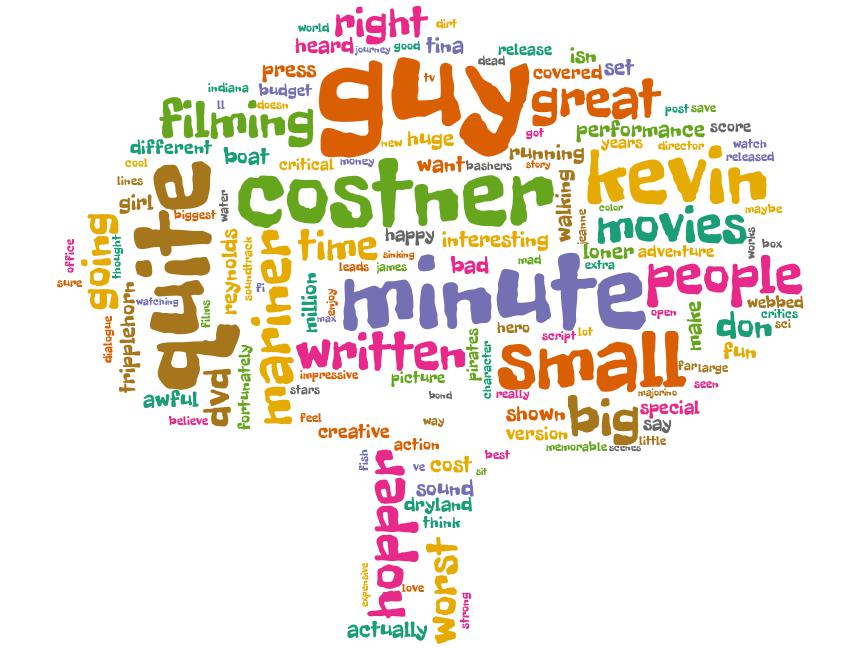 world right dirt
heard journey good tina release
dead isn
press guy tv covered set
indiana budget great
ll doesn post save
filming new huge got performance score
different boat years director watch
cool critical money want bashers running released
story
lines quite costner kevin
girl water walking color maybe
biggest movies
going reynolds time happy interesting jeanne works
office thought soundtrack mariner sinking loner adventure box
leads james bad mad extra
sure fi million minute people
watching films enjoy max open webbed
tripplehorn hero make don critics
dialogue pirates script lot sci
written small fun
fortunately character far large
dvd impressive picture seen
awful stars bond really majorino
believe feel way shown big special
creative version say
action memorable scenes little
fish hopper ve cost best
sit
sound
dryland
think
worst
expensive love strong
actually